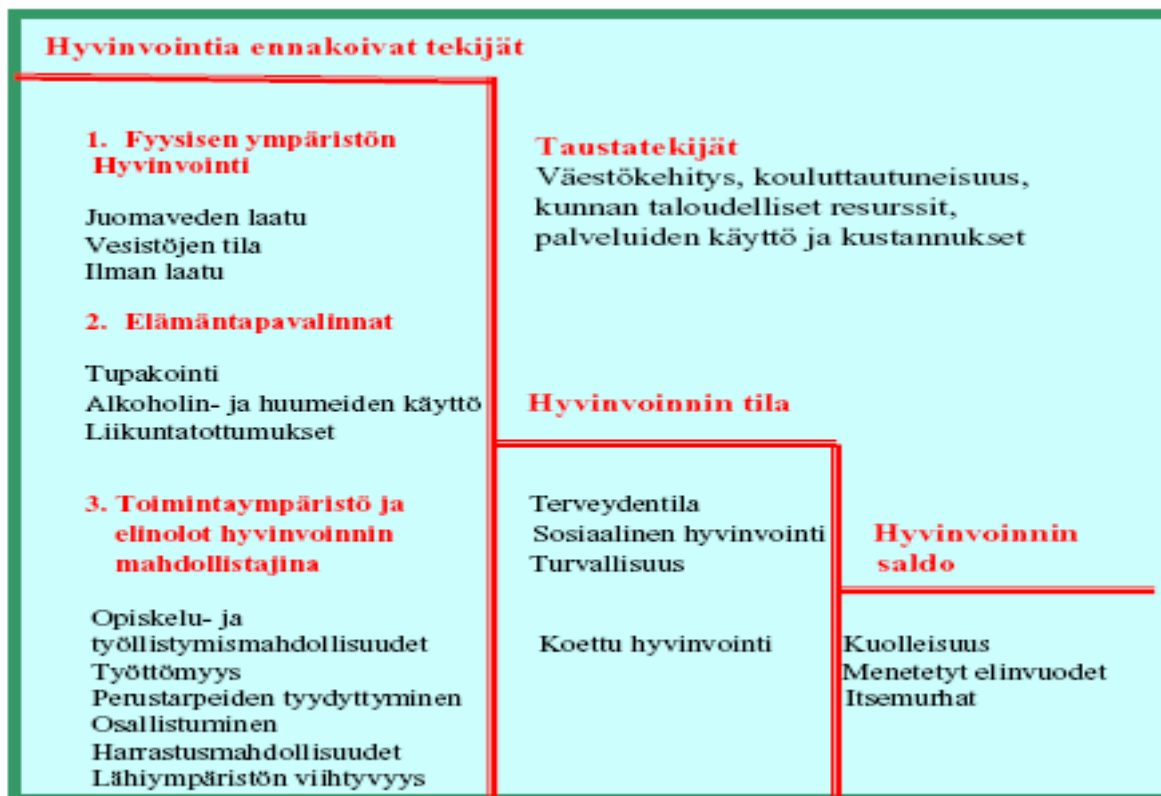 Hyvinvointia ennakoivat tekijät
1. Fyysisen ympäristön
Hyvinvointi
Juomaveden laatu
Vesistöjen tila
Ilman laatu
2. Elämäntapavalinnat
Tupakointi
Alkoholin- ja huumeiden käyttö
Liikuntatottumukset
3. Toimintaympäristö ja
elinolot hyvinvoinnin
mahdollistajina
Opiskelu- ja
työllistymismahdollisuudet
Työttömyys
Perustarpeiden tyydyttyminen
Osallistuminen
Harrastusmahdollisuudet
Lähiympäristön viihtyvyys
Taustatekijät
Väestökehitys, kouluttautuneisuus,
kunnan taloudelliset resurssit,
palveluiden käyttö ja kustannukset
Hyvinvoinnin tila
Terveydentila
Sosiaalinen hyvinvointi
Turvallisuus
Koettu hyvinvointi
Hyvinvoinnin
saldo
Kuolleisuus
Menetetyt elinvuodet
Itsemurhat